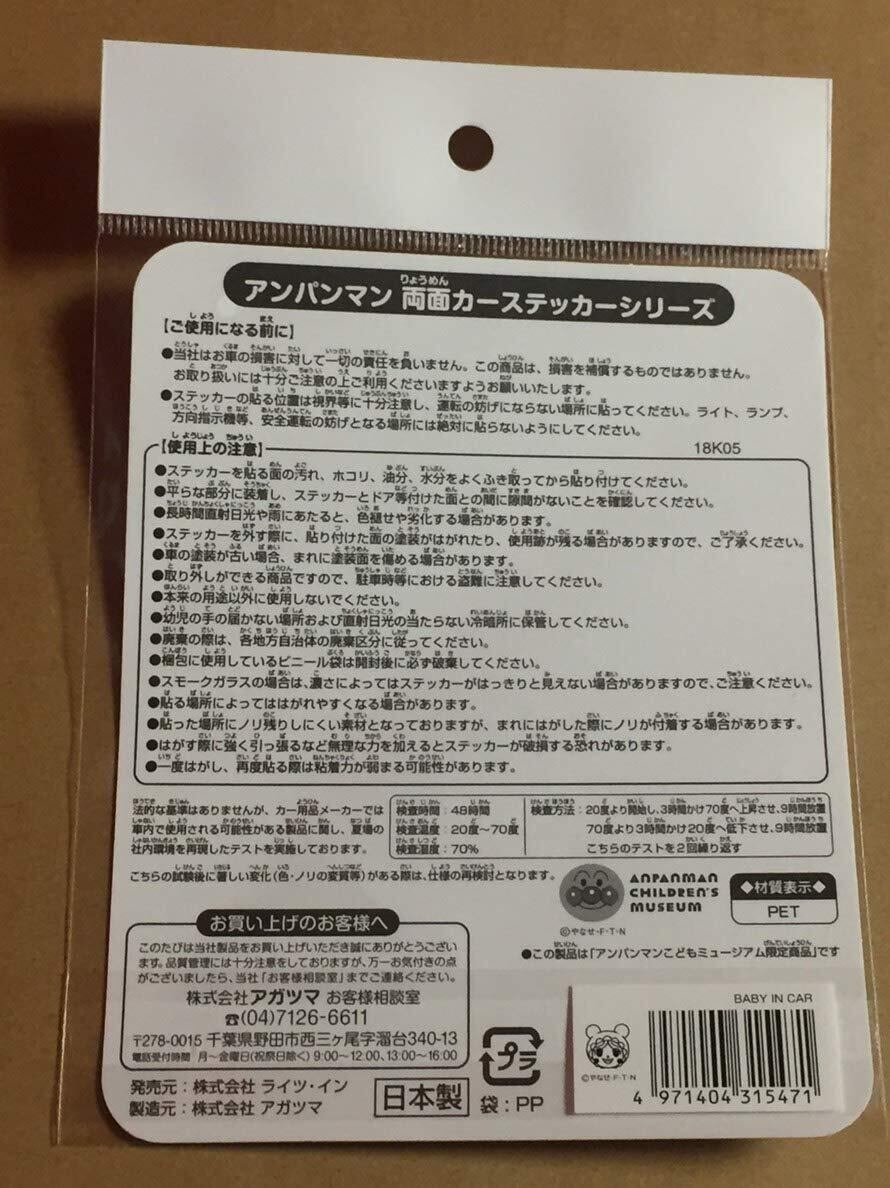 アンパンマン 両面カーステッカーシリーズ
【ご使用になる前に】
●当社はお車の損害に対して一切の責任を負いません。この商品は、損害を補償するものではありません。
お取り扱いには十分ご注意の上ご利用くださいますようお願いいたします。
●ステッカーの貼る位置は視界等に十分注意し、運転の妨げにならない場所に貼ってください。ライト、ランプ、
方向指示機等、安全運転の妨げとなる場所には絶対に貼らないようにしてください。
18K05
【使用上の注意】
●ステッカーを貼る面の汚れ、ホコリ、油分、水分をよくふき取ってから貼り付けてください。
●平らな部分に装着し、ステッカーとドア等付けた面との間に隙間がないことを確認してください。
●長時間直射日光や雨にあたると、色褪せや劣化する場合があります。
●ステッカーを外す際に、貼り付けた面の塗装がはがれたり、使用跡が残る場合がありますので、ご了承ください。
●車の塗装が古い場合、まれに塗装面を傷める場合があります。
●取り外しができる商品ですので、駐車時等における盗難に注意してください。
●本来の用途以外に使用しないでください。
●幼児の手の届かない場所および直射日光の当たらない冷暗所に保管してください。
●廃棄の際は、各地方自治体の廃棄区分に従ってください。
●梱包に使用しているビニール袋は開封後に必ず破棄してください。
●スモークガラスの場合は、濃さによってはステッカーがはっきりと見えない場合がありますので、ご注意ください。
●貼る場所によってははがれやすくなる場合があります。
●貼った場所にノリ残りしにくい素材となっておりますが、まれにはがした際にノリが付着する場合があります。
●はがす際に強く引っ張るなど無理な力を加えるとステッカーが破損する恐れがあります。
●一度はがし、再度貼る際は粘着力が弱まる可能性があります。
法的な基準はありませんが、カー用品メーカーでは
車内で使用される可能性がある製品に関し、夏場の
社内環境を再現したテストを実施しております。
検査時間：48時間
検査温度：20度〜70度
検査湿度：70%
検査方法：20度より開始し、3時間かけ70度へ上昇させ、9時間放置
70度より3時間かけ20度へ低下させ、9時間放置
こちらのテストを2回繰り返す
こちらの試験後に著しい変化(色・ノリの変質等)がある際は、仕様の再検討となります。
ANPANMAN
CHILDREN'S
MUSEUM
©やなせ・F・T・N
◆材質表示◆
PET
●この製品は「アンパンマンこどもミュージアム限定商品」です
お買い上げのお客様へ
このたびは当社製品をお買い上げいただき誠にありがとうござい
ます。品質管理には十分注意をしておりますが、万一お気付きの点
がございましたら、当社「お客様相談室」までご連絡ください。
株式会社アガツマ お客様相談室
☎(04)7126-6611
〒278-0015 千葉県野田市西三ヶ尾字溜台340-13
電話受付時間 月〜金曜日(祝祭日除く) 9:00〜12:00、13:00〜16:00
発売元：株式会社 ライツ・イン
製造元：株式会社 アガツマ
日本製
プラ
袋：PP
BABY IN CAR
©やなせ・F・T・N
4 971404 315471